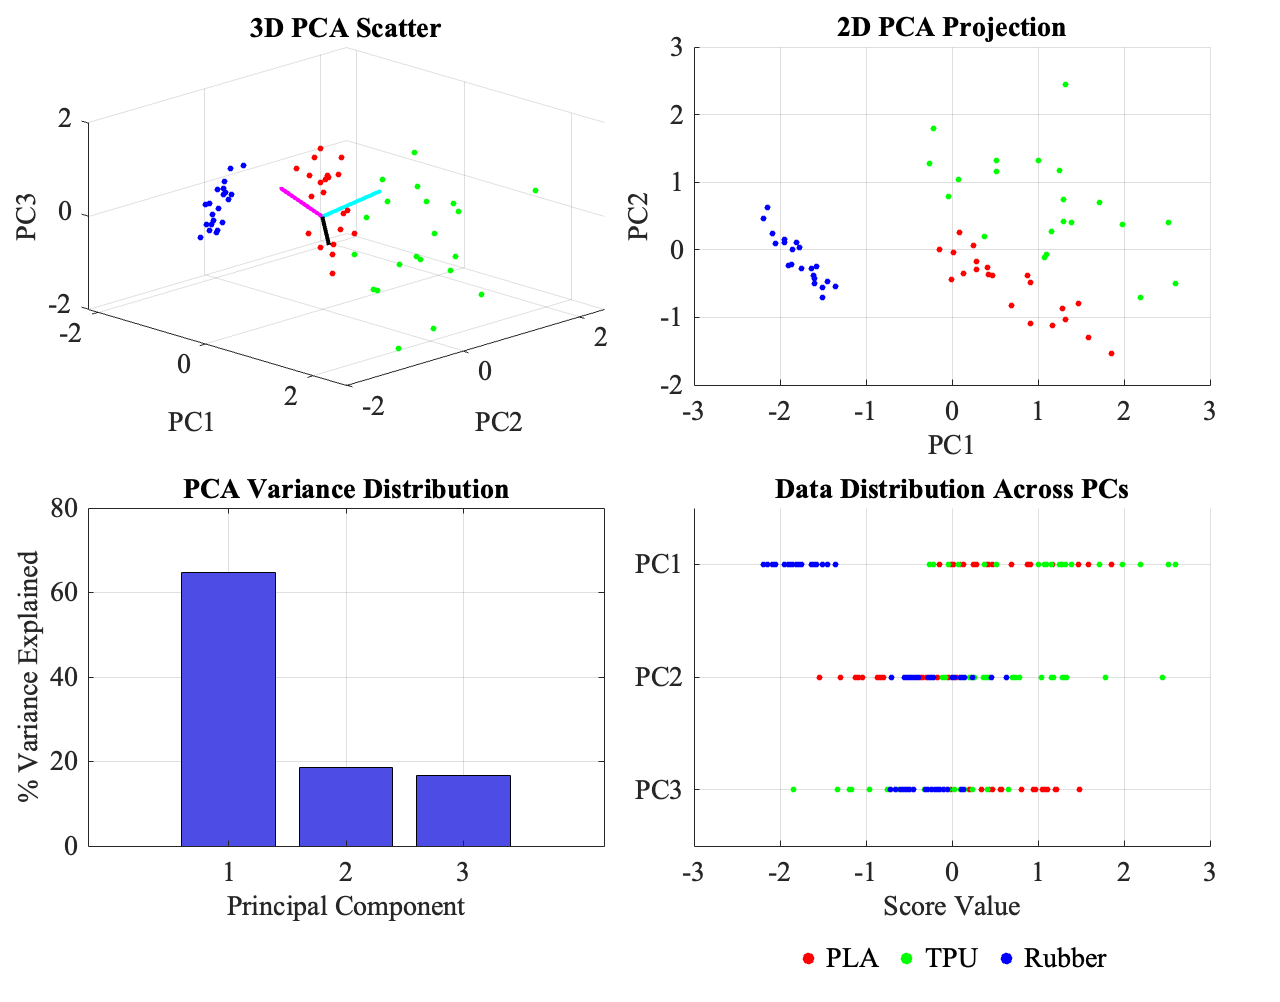 3D PCA Scatter
2
0
-2
PC3
-2
0
2
PC1
-2
0
2
PC2
2D PCA Projection
3
2
1
0
-1
-2
PC2
-3 -2 -1 0 1 2 3
PC1
PCA Variance Distribution
80
60
40
20
0
% Variance Explained
1 2 3
Principal Component
Data Distribution Across PCs
PC1
PC2
PC3
-3 -2 -1 0 1 2 3
Score Value
PLA TPU Rubber